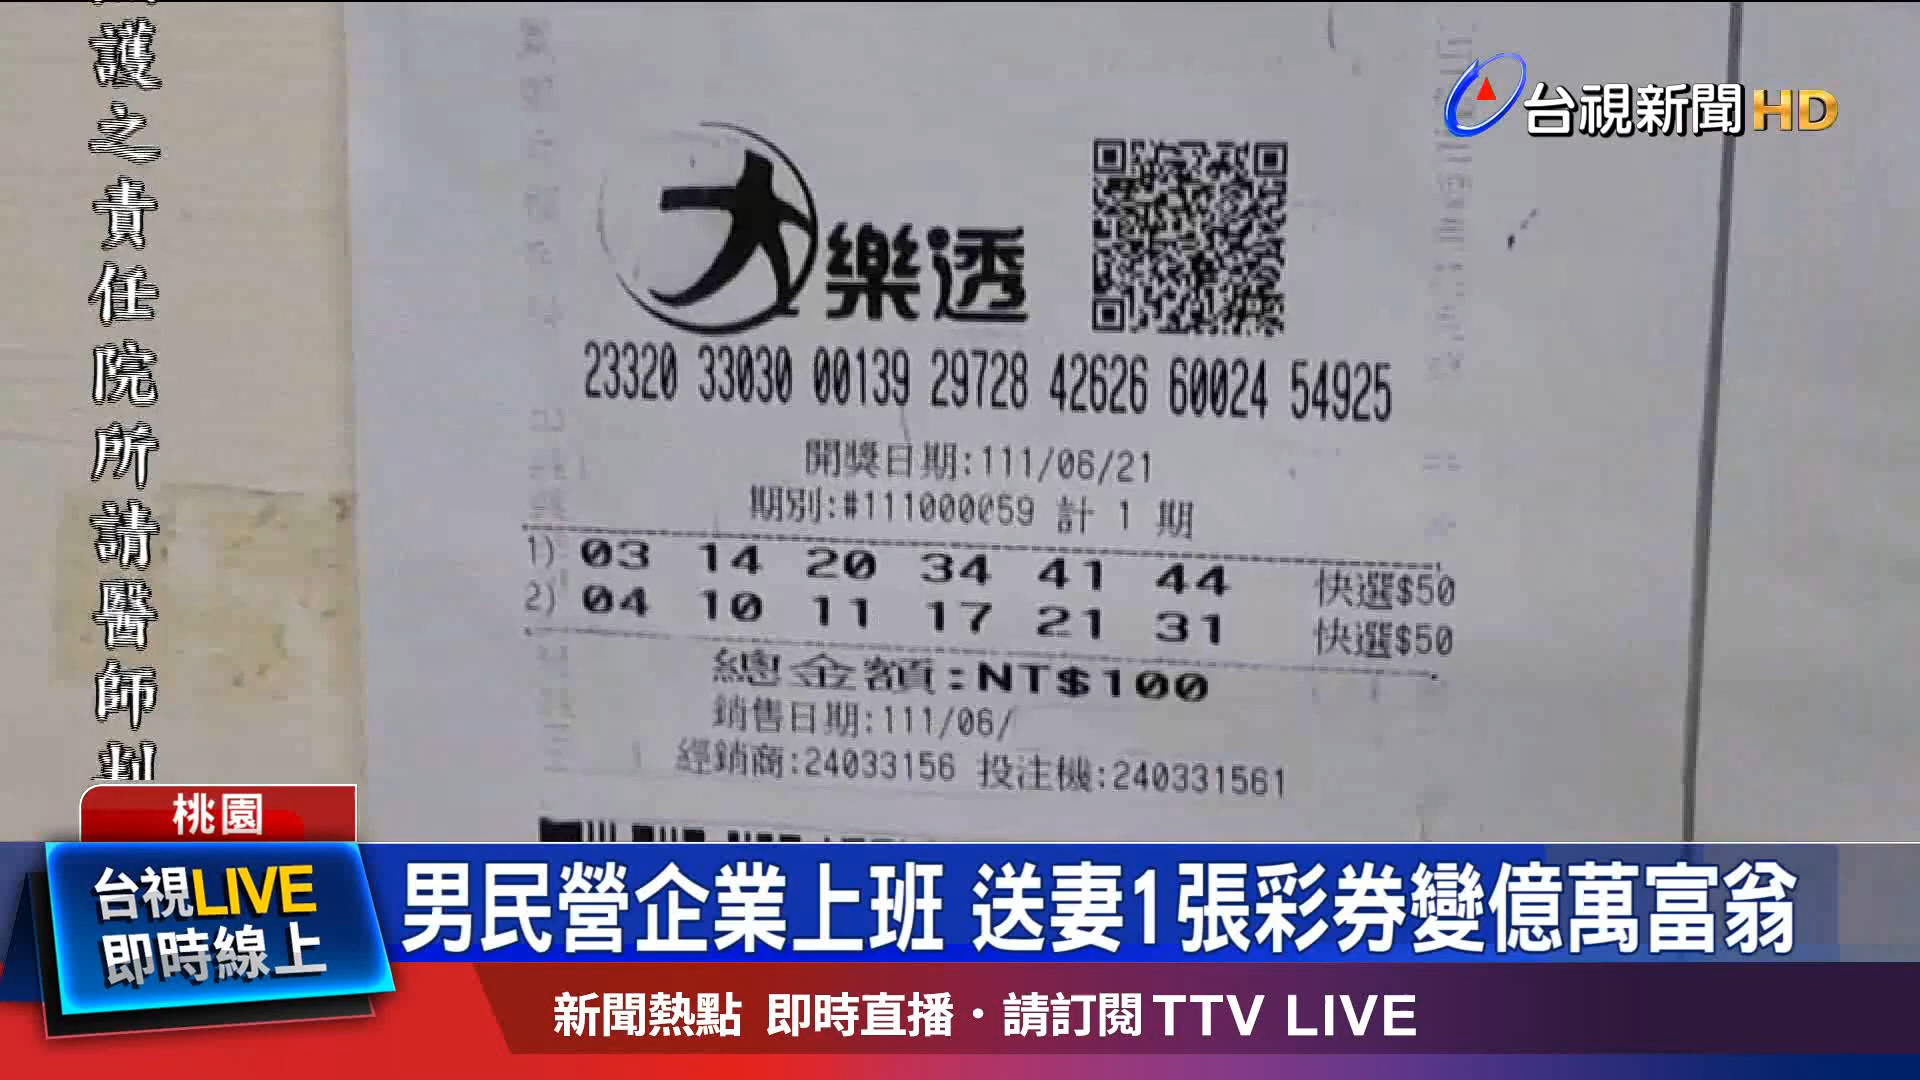 護之責任院所請醫師判
台視新聞HD
大樂透
23320 33030 00139 29728 42626 60024 54925
開獎日期:111/06/21
期別:#111000059 計 1 期
1) 03 14 20 34 41 44 快選$50
2) 04 10 11 17 21 31 快選$50
總金額:NT$100
銷售日期:111/06/
經銷商:24033156 投注機:240331561
桃園
台視LIVE
即時線上
男民營企業上班 送妻1張彩券變億萬富翁
新聞熱點 即時直播・請訂閱TTV LIVE